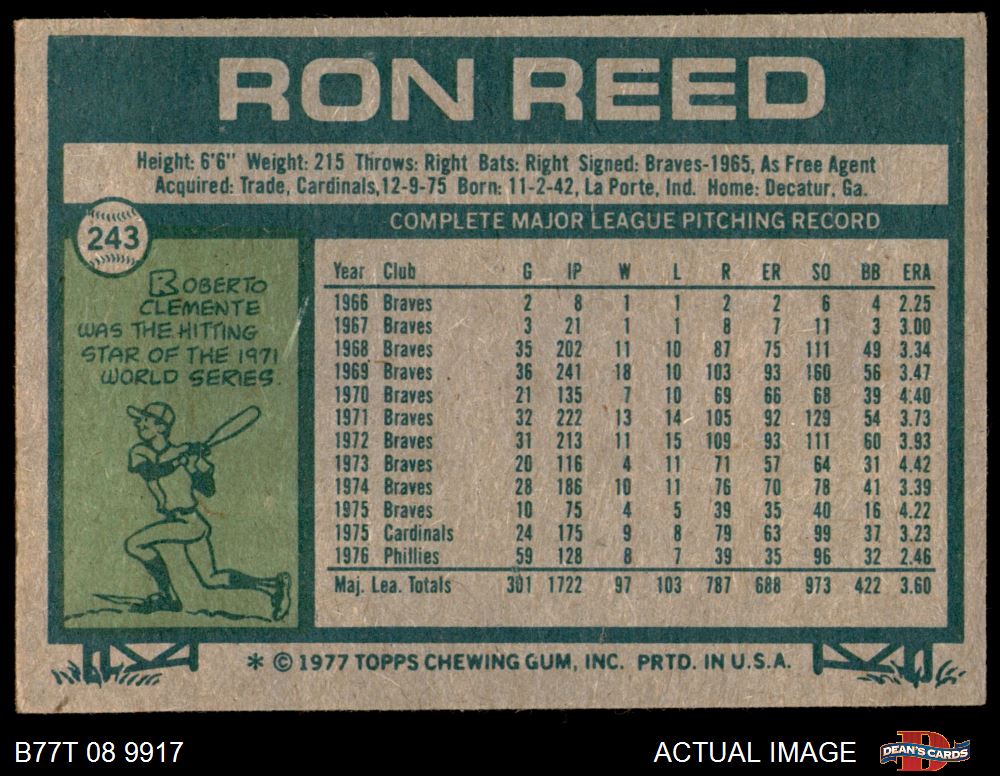 RON REED
Height: 6'6" Weight: 215 Throws: Right Bats: Right Signed: Braves-1965, As Free Agent
Acquired: Trade, Cardinals,12-9-75 Born: 11-2-42, La Porte, Ind. Home: Decatur, Ga.
243
ROBERTO
CLEMENTE
WAS THE HITTING
STAR OF THE 1971
WORLD SERIES.
COMPLETE MAJOR LEAGUE PITCHING RECORD
Year Club G IP W L R ER SO BB ERA
1966 Braves 2 8 1 1 2 2 6 4 2.25
1967 Braves 3 21 1 1 8 7 11 3 3.00
1968 Braves 35 202 11 10 87 75 111 49 3.34
1969 Braves 36 241 18 10 103 93 160 56 3.47
1970 Braves 21 135 7 10 69 66 68 39 4.40
1971 Braves 32 222 13 14 105 92 129 54 3.73
1972 Braves 31 213 11 15 109 93 111 60 3.93
1973 Braves 20 116 4 11 71 57 64 31 4.42
1974 Braves 28 186 10 11 76 70 78 41 3.39
1975 Braves 10 75 4 5 39 35 40 16 4.22
1975 Cardinals 24 175 9 8 79 63 99 37 3.23
1976 Phillies 59 128 8 7 39 35 96 32 2.46
Maj. Lea. Totals 301 1722 97 103 787 688 973 422 3.60
* © 1977 TOPPS CHEWING GUM, INC. PRTD. IN U.S.A.
B77T 08 9917
ACTUAL IMAGE
D
DEAN'S CARDS